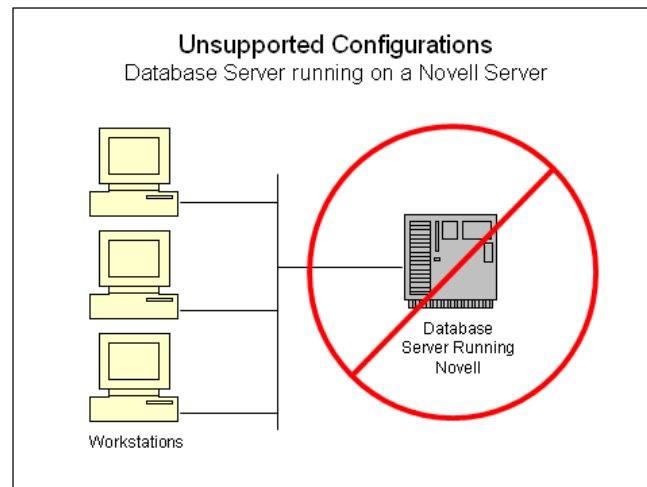 Unsupported Configurations
Database Server running on a Novell Server
Database
Server Running
Novell
Workstations